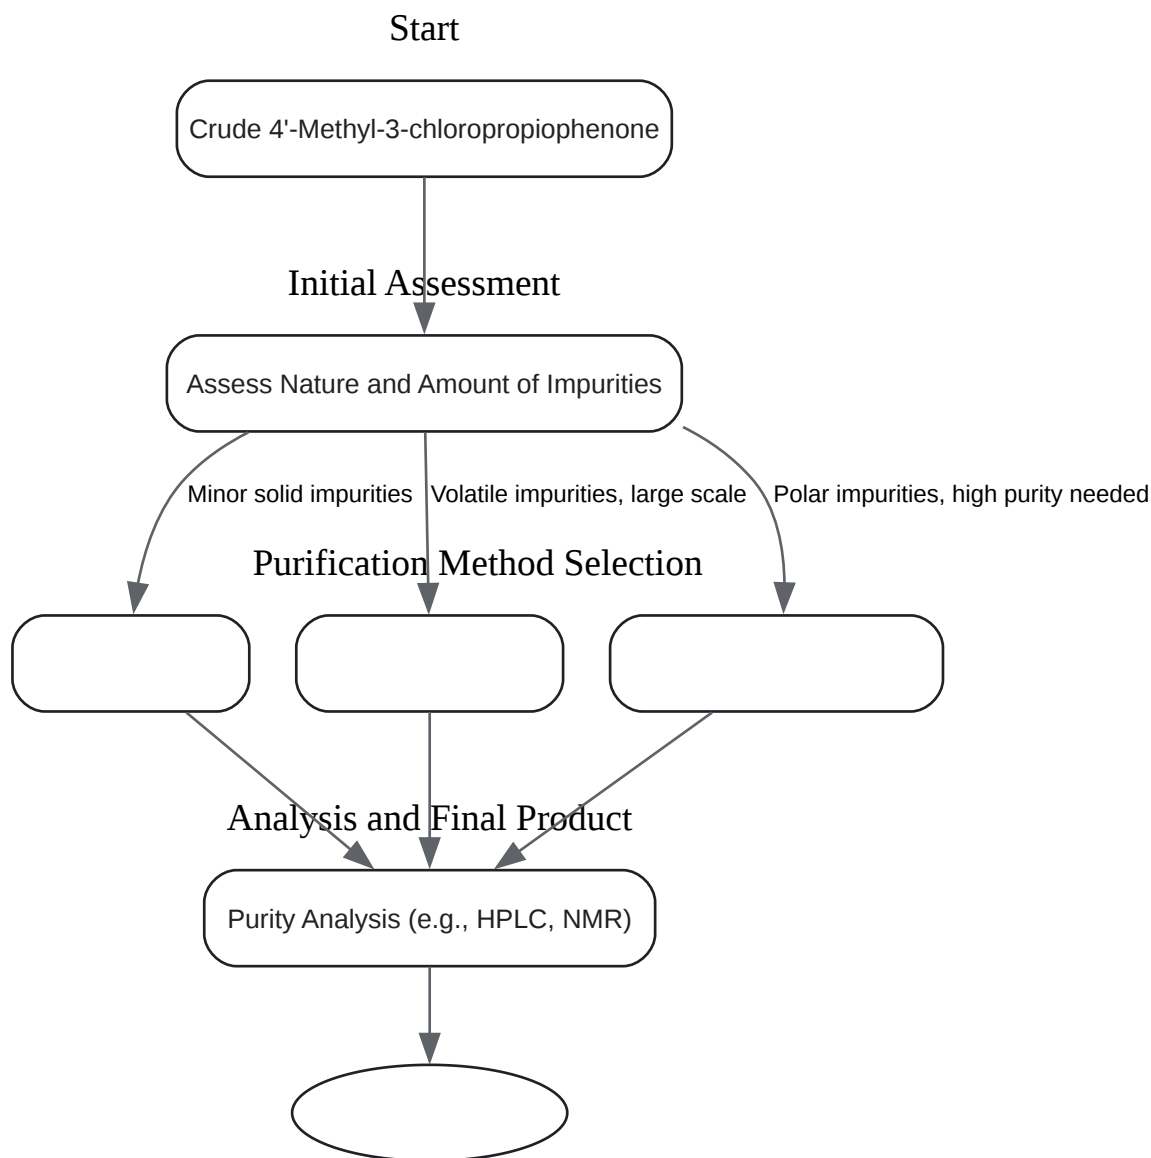 Start
Crude 4'-Methyl-3-chloropropiophenone
Initial Assessment
Assess Nature and Amount of Impurities
Minor solid impurities
Volatile impurities, large scale
Polar impurities, high purity needed
Purification Method Selection
Analysis and Final Product
Purity Analysis (e.g., HPLC, NMR)